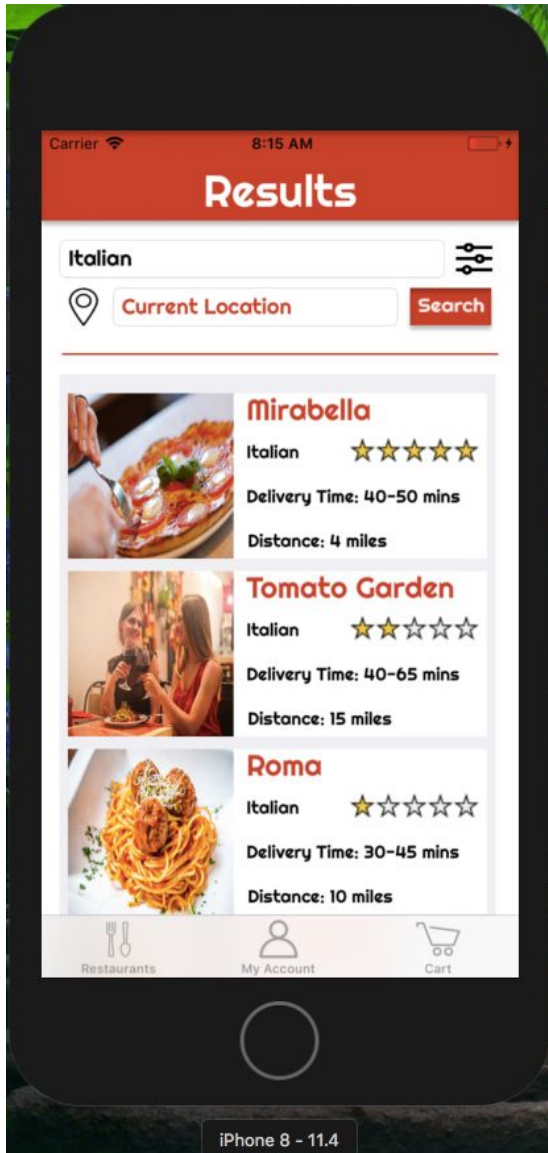 Carrier 8:15 AM
Results
Italian
Current Location Search
Mirabella
Italian
Delivery Time: 40-50 mins
Distance: 4 miles
Tomato Garden
Italian
Delivery Time: 40-65 mins
Distance: 15 miles
Roma
Italian
Delivery Time: 30-45 mins
Distance: 10 miles
Restaurants My Account Cart
iPhone 8 - 11.4